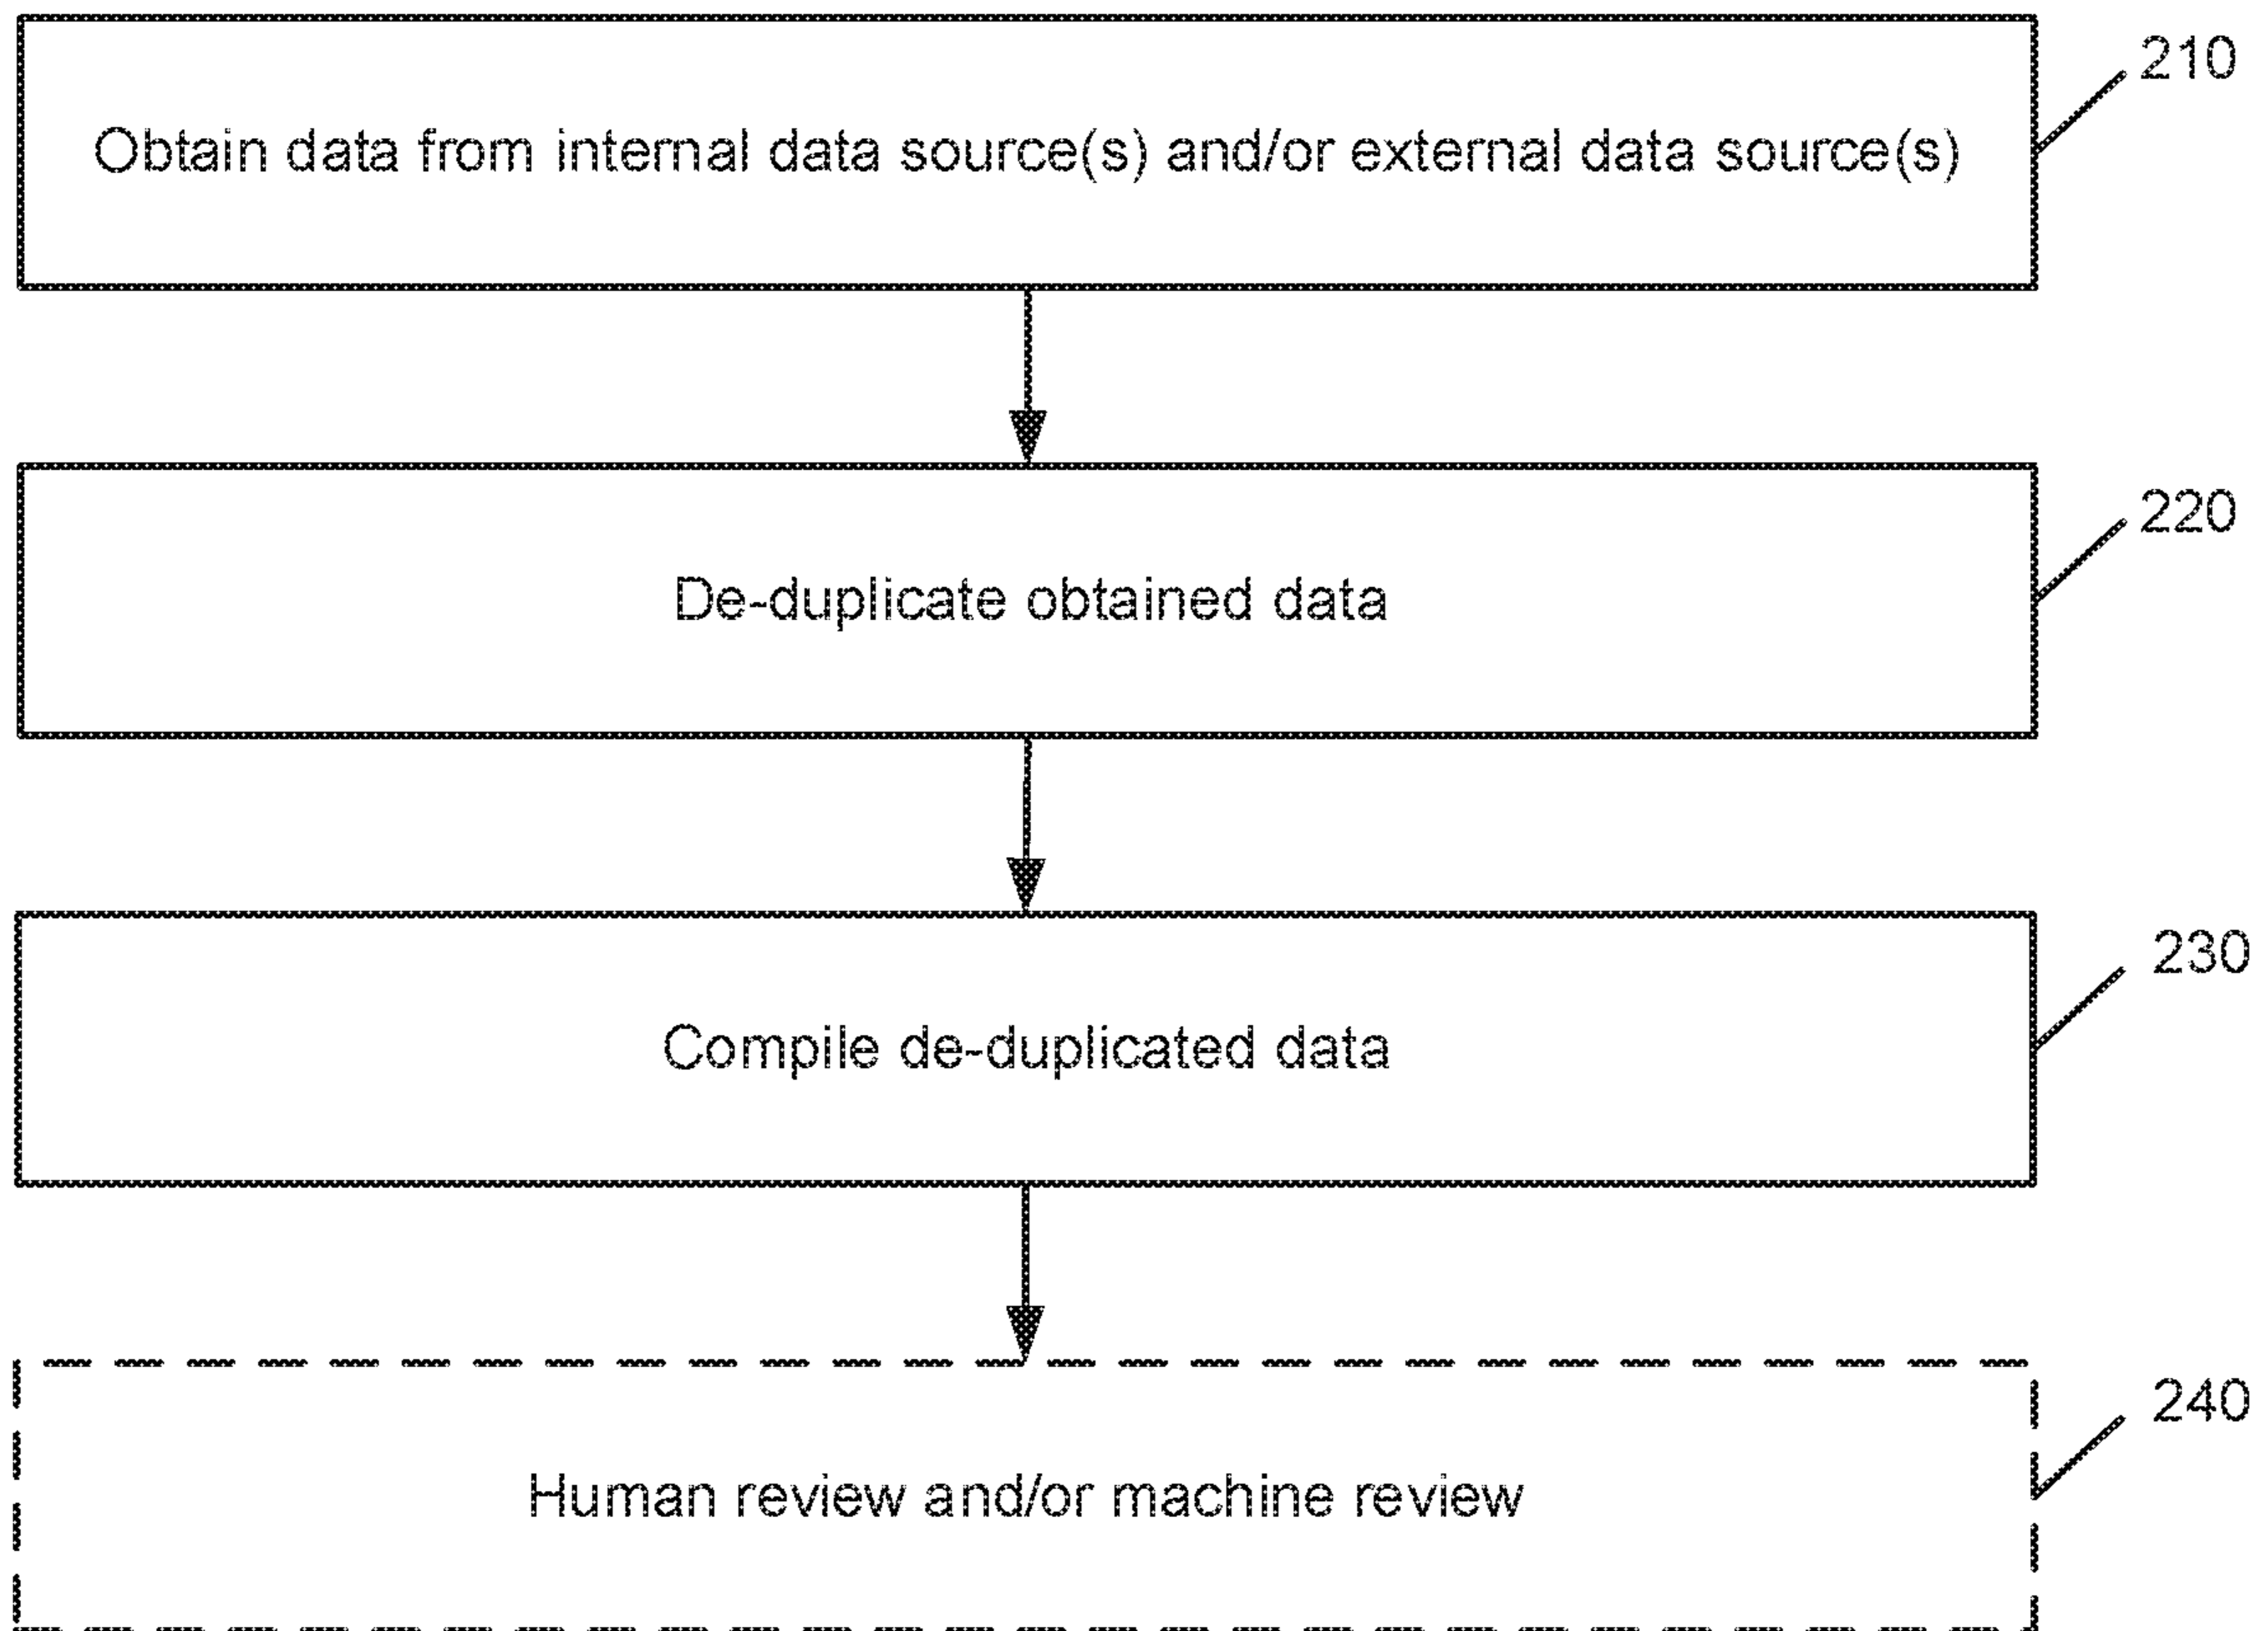 210
Obtain data from internal data source(s) and/or external data source(s)
220
De-duplicate obtained data
230
Compile de-duplicated data
240
Human review and/or machine review